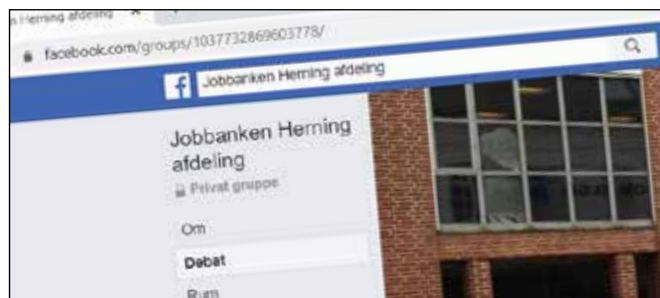 n Herning afdeling
facebook.com/groups/1037732869603778/
f Jobbanken Herning afdeling
Jobbanken Herning
afdeling
Privat gruppe
Om
Debat
Rum